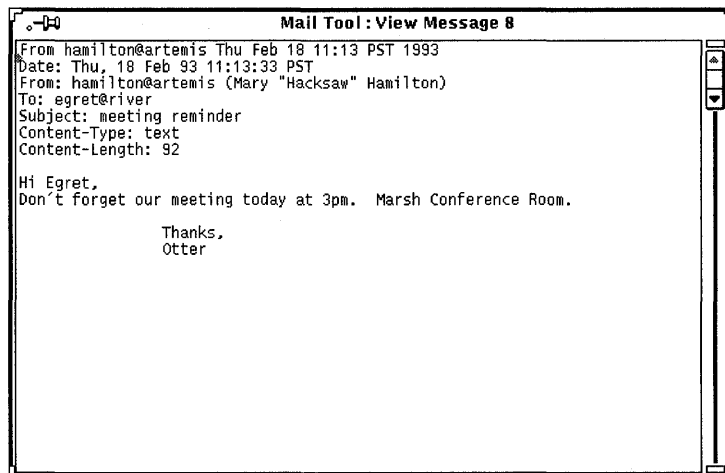 Mail Tool : View Message 8
From hamilton@artemis Thu Feb 18 11:13 PST 1993
Date: Thu, 18 Feb 93 11:13:33 PST
From: hamilton@artemis (Mary "Hacksaw" Hamilton)
To: egret@river
Subject: meeting reminder
Content-Type: text
Content-Length: 92
Hi Egret,
Don't forget our meeting today at 3pm.  Marsh Conference Room.
Thanks,
Otter